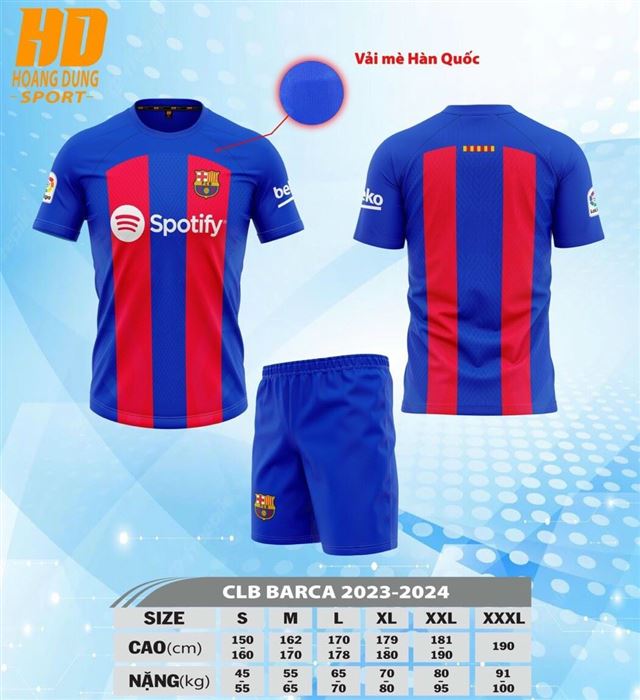 HD
HOANG DUNG
-SPORT-
Vải mè Hàn Quốc
Spotify
beko
beko
FCB
CLB BARCA 2023-2024
SIZE S M L XL XXL XXXL
CAO(cm) 150-160 162-170 170-178 179-180 181-190 190
NẶNG(kg) 45-55 55-65 65-70 70-80 80-95 91-100